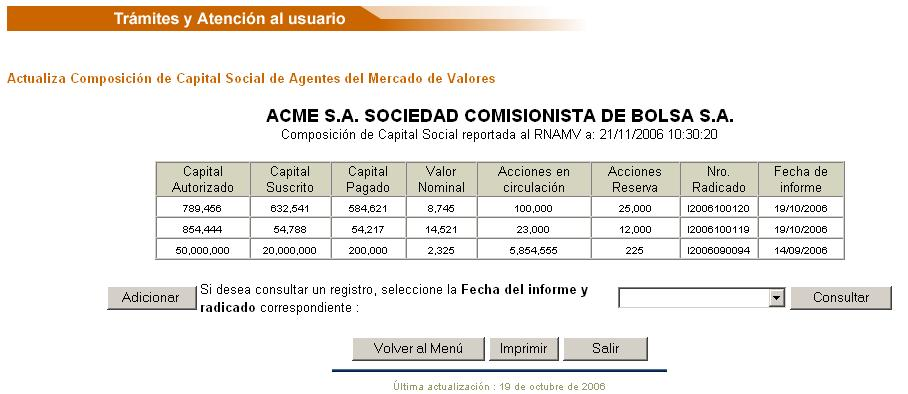 Trámites y Atención al usuario
Actualiza Composición de Capital Social de Agentes del Mercado de Valores
ACME S.A. SOCIEDAD COMISIONISTA DE BOLSA S.A.
Composición de Capital Social reportada al RNAMV a: 21/11/2006 10:30:20
Capital Autorizado Capital Suscrito Capital Pagado Valor Nominal Acciones en circulación Acciones Reserva Nro. Radicado Fecha de informe
789,456 632,541 584,621 8,745 100,000 25,000 I2006100120 19/10/2006
854,444 54,788 54,217 14,521 23,000 12,000 I2006100119 19/10/2006
50,000,000 20,000,000 200,000 2,325 5,854,555 225 I2006090094 14/09/2006
Adicionar
Si desea consultar un registro, seleccione la Fecha del informe y
radicado correspondiente :
Consultar
Volver al Menú Imprimir Salir
Última actualización : 19 de octubre de 2006